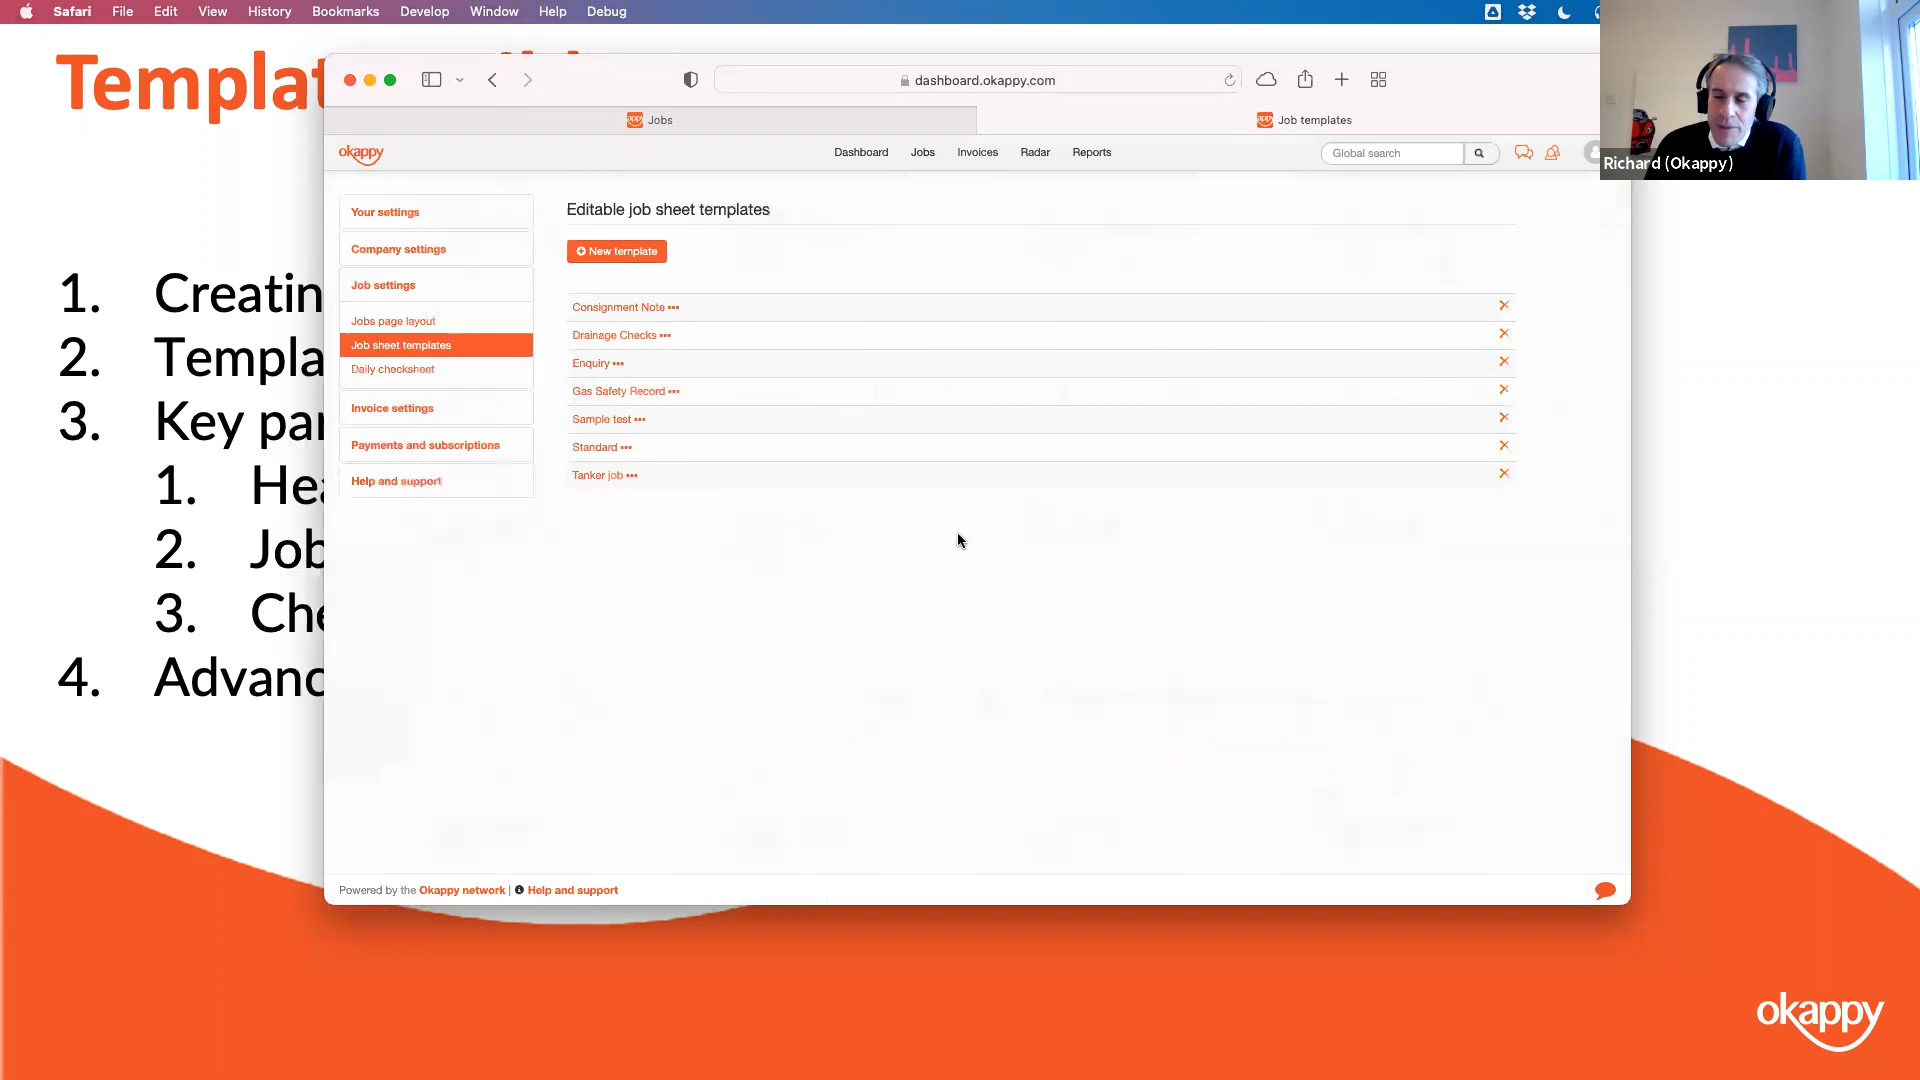 Safari File Edit View History Bookmarks Develop Window Help Debug
Templat
dashboard.okappy.com
Jobs
Job templates
okappy
Dashboard Jobs Invoices Radar Reports
Global search
Richard (Okappy)
Your settings
Company settings
Job settings
Jobs page layout
Job sheet templates
Daily checksheet
Invoice settings
Payments and subscriptions
Help and support
Editable job sheet templates
New template
Consignment Note •••
Drainage Checks •••
Enquiry •••
Gas Safety Record •••
Sample test •••
Standard •••
Tanker job •••
1. Creatin
2. Templa
3. Key par
1. Hea
2. Job
3. Che
4. Advanc
Powered by the Okappy network | Help and support
okappy